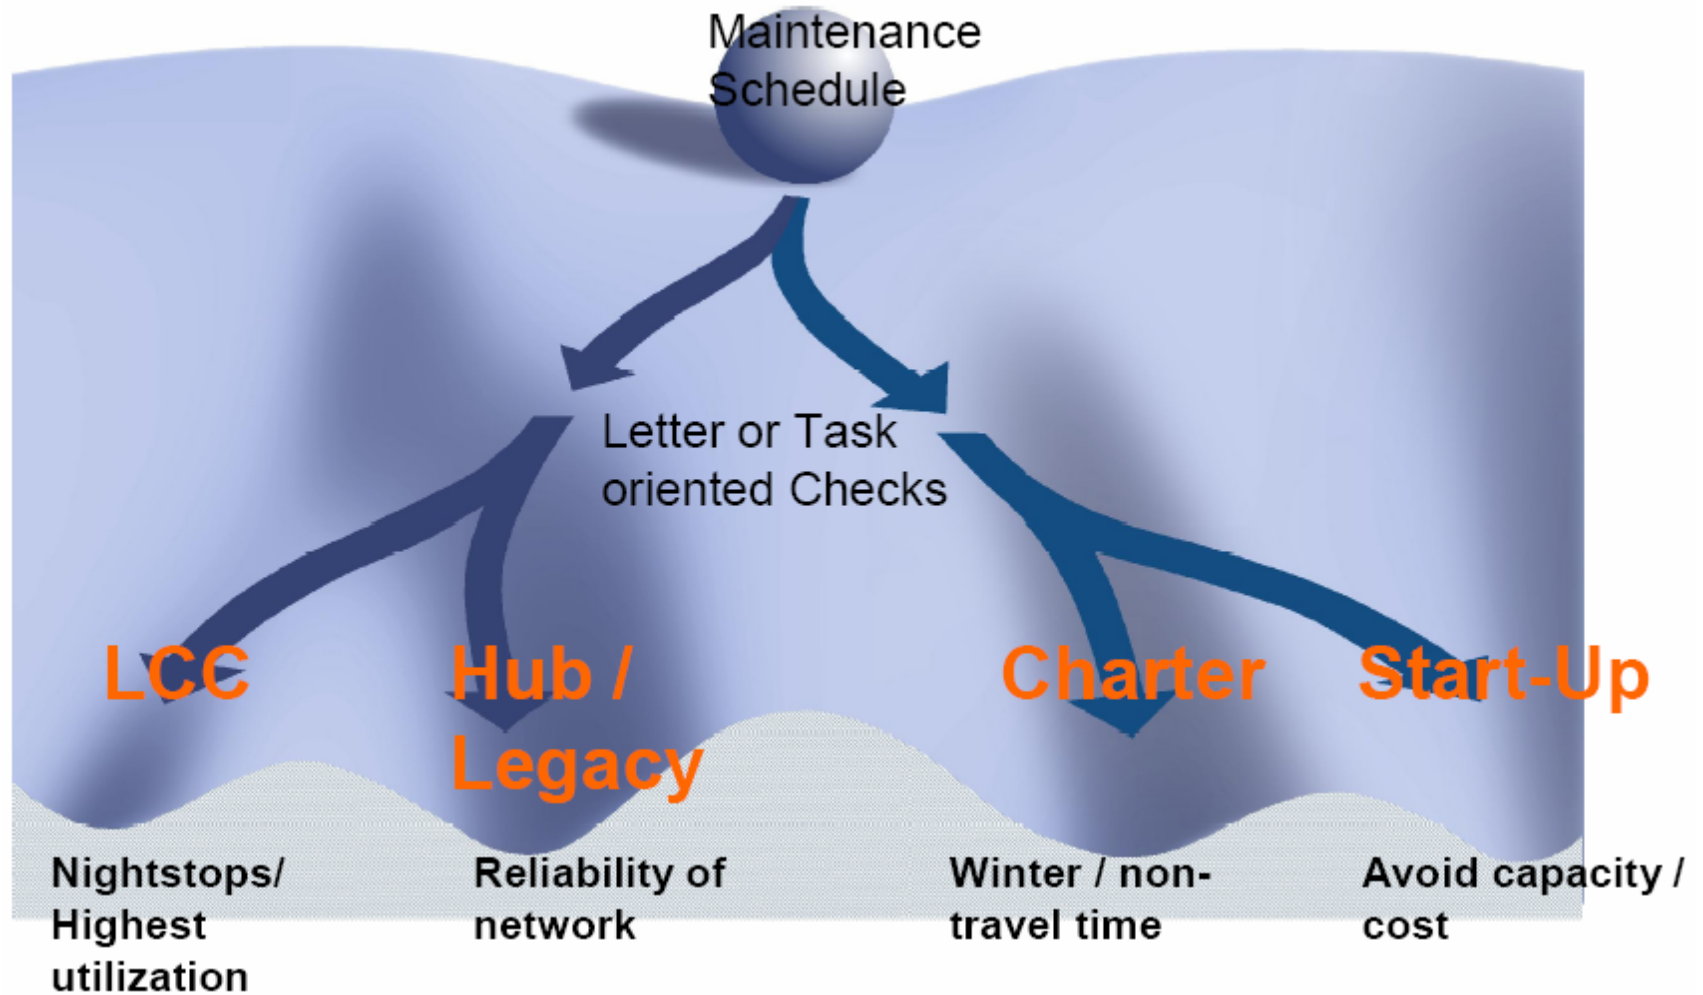 Maintenance
Schedule
Letter or Task
oriented Checks
LCC
Hub /
Legacy
Charter
Start-Up
Nightstops/
Highest
utilization
Reliability of
network
Winter / non-
travel time
Avoid capacity /
cost